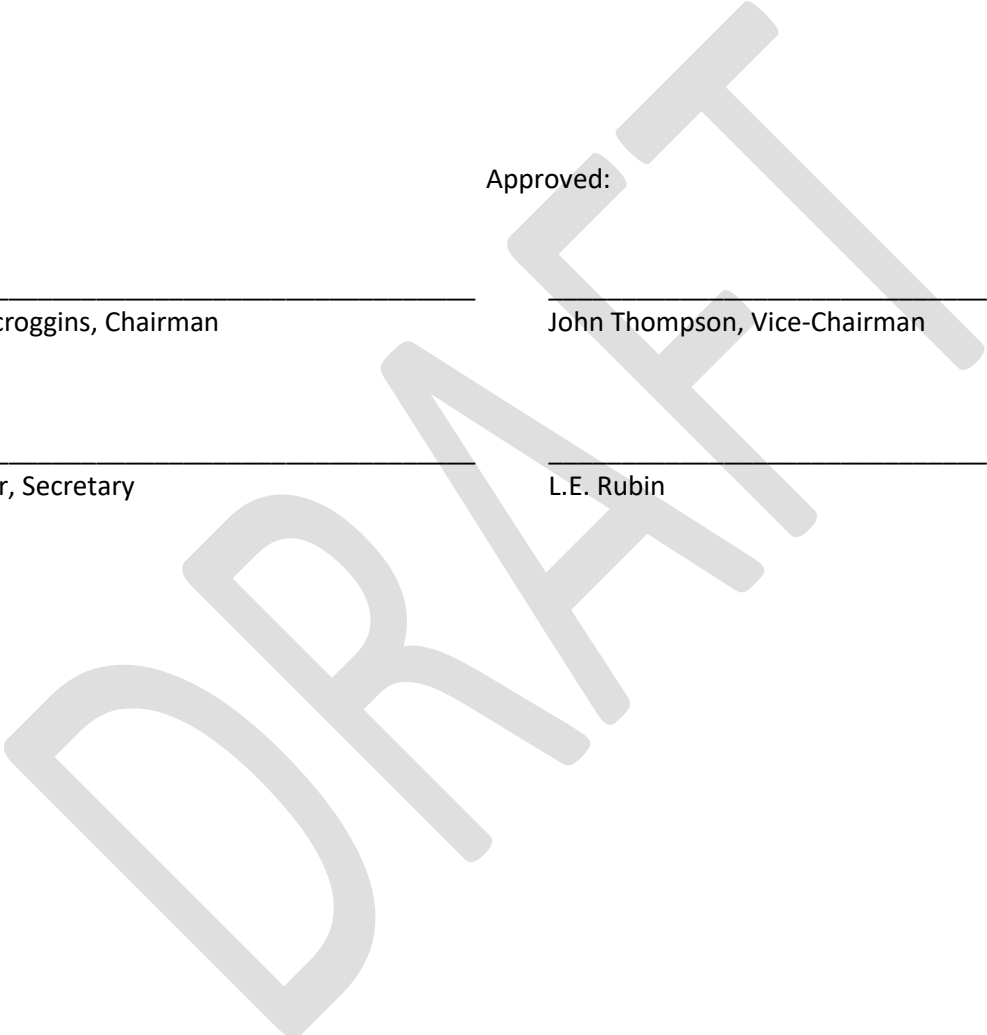 Approved:
croggins, Chairman John Thompson, Vice-Chairman
r, Secretary L.E. Rubin
DRAFT